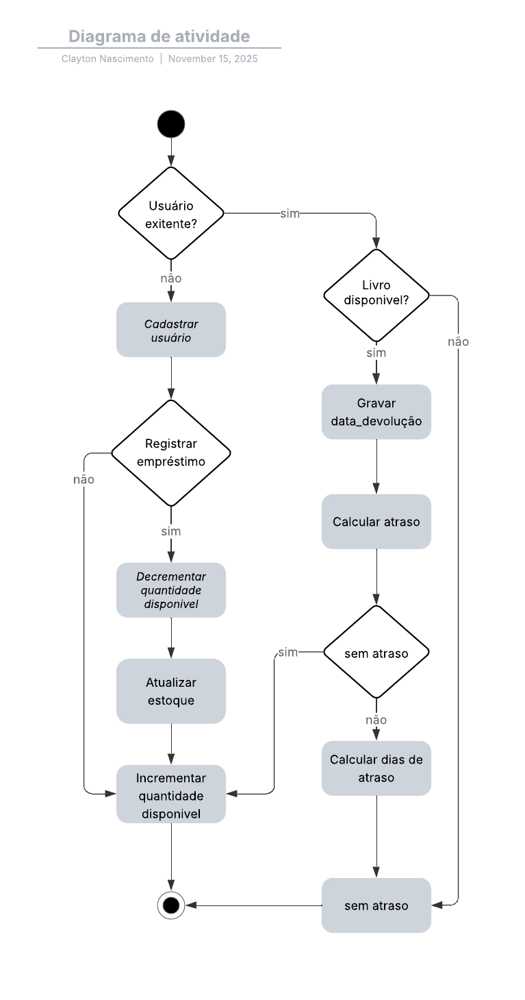 Diagrama de atividade
Clayton Nascimento | November 15, 2025
Usuário
exitente?
sim
não
Livro
disponivel?
não
sim
Cadastrar
usuário
Gravar
data_devolução
Registrar
empréstimo
não
sim
Calcular atraso
Decrementar
quantidade
disponivel
sim
sem atraso
Atualizar
estoque
não
Calcular dias de
atraso
Incrementar
quantidade
disponivel
sem atraso